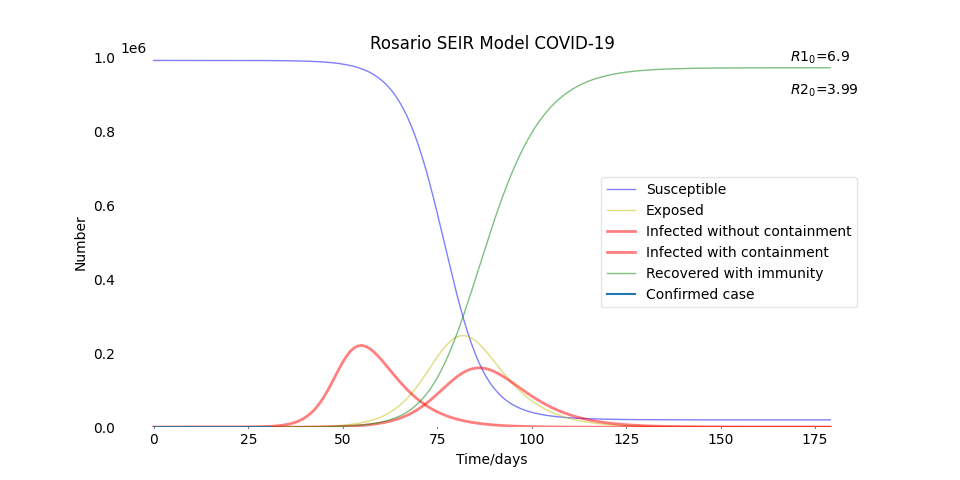 Rosario SEIR Model COVID-19
1e6
R1₀=6.9
R2₀=3.99
1.0
0.8
0.6
0.4
0.2
0.0
Number
Susceptible
Exposed
Infected without containment
Infected with containment
Recovered with immunity
Confirmed case
0 25 50 75 100 125 150 175
Time/days